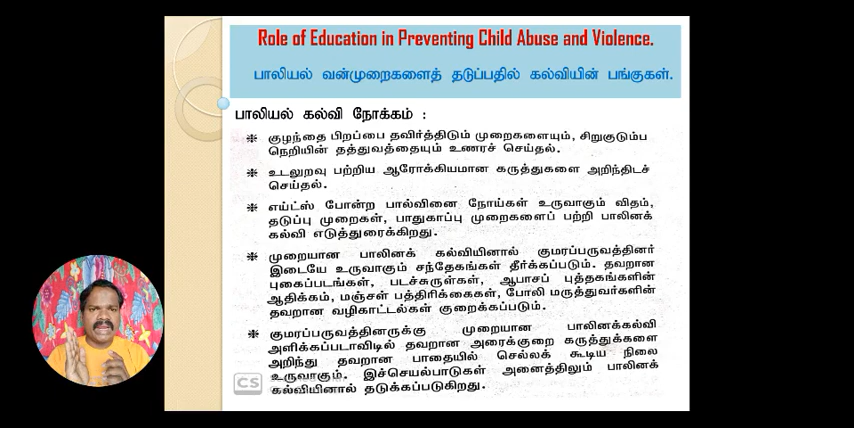 Role of Education in Preventing Child Abuse and Violence.
பாலியல் வன்முறைகளைத் தடுப்பதில் கல்வியின் பங்குகள்.
பாலியல் கல்வி நோக்கம் :
❈ குழந்தை பிறப்பை தவிர்த்திடும் முறைகளையும், சிறுகுடும்ப
நெறியின் தத்துவத்தையும் உணரச் செய்தல்.
❈ உடலுறவு பற்றிய ஆரோக்கியமான கருத்துகளை அறிந்திடச்
செய்தல்.
❈ எய்ட்ஸ் போன்ற பால்வினை நோய்கள் உருவாகும் விதம்,
தடுப்பு முறைகள், பாதுகாப்பு முறைகளைப் பற்றி பாலினக்
கல்வி எடுத்துரைக்கிறது.
❈ முறையான பாலினக் கல்வியினால் குமரப்பருவத்தினர்
இடையே உருவாகும் சந்தேகங்கள் தீர்க்கப்படும். தவறான
புகைப்படங்கள், படச்சுருள்கள், ஆபாசப் புத்தகங்களின்
ஆதிக்கம், மஞ்சள் பத்திரிக்கைகள், போலி மருத்துவர்களின்
தவறான வழிகாட்டல்கள் குறைக்கப்படும்.
❈ குமரப்பருவத்தினருக்கு முறையான பாலினக்கல்வி
அளிக்கப்படாவிடில் தவறான அரைக்குறை கருத்துக்களை
அறிந்து தவறான பாதையில் செல்லக் கூடிய நிலை
உருவாகும். இச்செயல்பாடுகள் அனைத்திலும் பாலினக்
கல்வியினால் தடுக்கப்படுகிறது.
CS